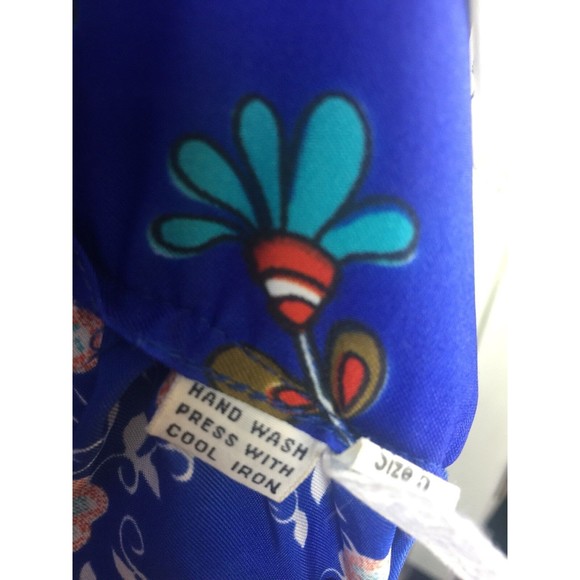 HAND WASH
PRESS WITH
COOL IRON
Size